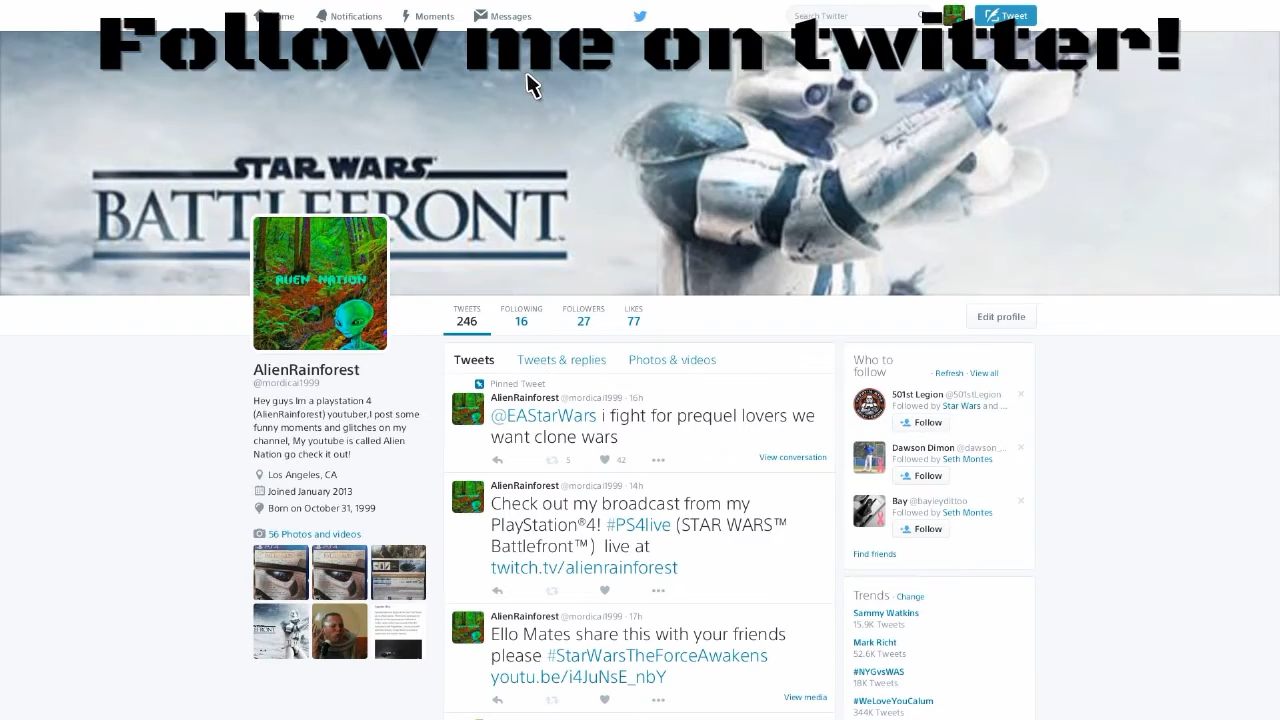 Home
Notifications
Moments
Messages
Search Twitter
Tweet
Follow me on twitter!
STAR WARS
BATTLEFRONT
ALIEN NATION
TWEETS
246
FOLLOWING
16
FOLLOWERS
27
LIKES
77
Edit profile
AlienRainforest
@mordicai1999
Hey guys Im a playstation 4
(AlienRainforest) youtuber,I post some
funny moments and glitches on my
channel, My youtube is called Alien
Nation go check it out!
Los Angeles, CA
Joined January 2013
Born on October 31, 1999
56 Photos and videos
Tweets
Tweets & replies
Photos & videos
Pinned Tweet
AlienRainforest @mordicai1999 · 16h
@EAStarWars i fight for prequel lovers we
want clone wars
5
42
View conversation
AlienRainforest @mordicai1999 · 14h
Check out my broadcast from my
PlayStation®4! #PS4live (STAR WARS™
Battlefront™) live at
twitch.tv/alienrainforest
AlienRainforest @mordicai1999 · 17h
Ello Mates share this with your friends
please #StarWarsTheForceAwakens
youtu.be/i4JuNsE_nbY
View media
Who to
follow
· Refresh · View all
501st Legion @501stLegion
Followed by Star Wars and ...
Follow
Dawson Dimon @dawson_...
Followed by Seth Montes
Follow
Bay @bayleydittoo
Followed by Seth Montes
Follow
Find friends
Trends · Change
Sammy Watkins
15.9K Tweets
Mark Richt
52.6K Tweets
#NYGvsWAS
18K Tweets
#WeLoveYouCalum
344K Tweets